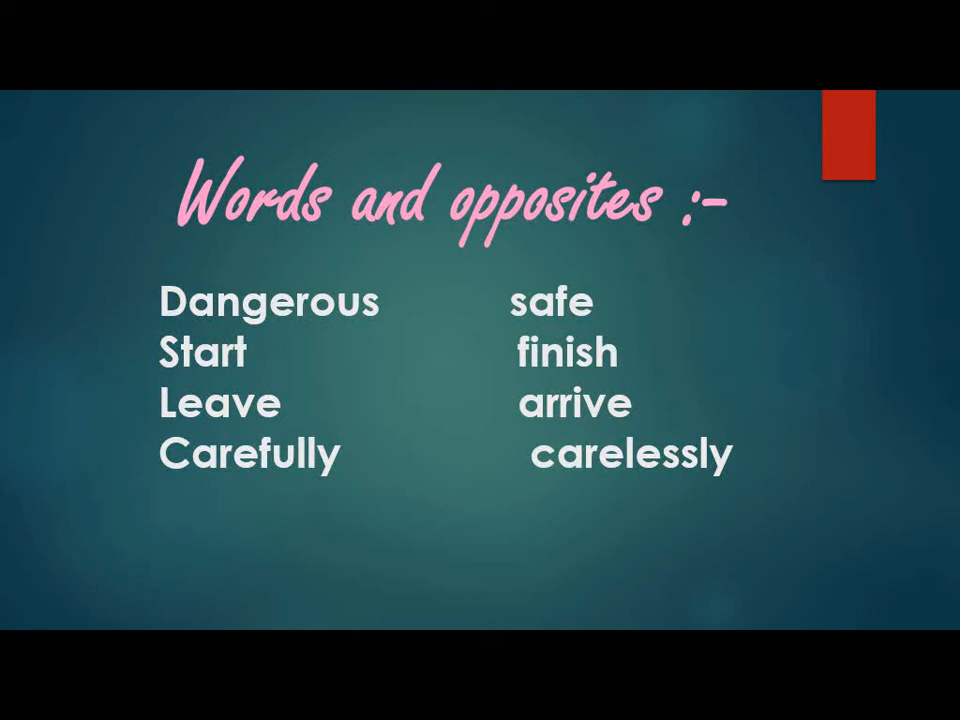 Words and opposites :-
Dangerous safe
Start finish
Leave arrive
Carefully carelessly